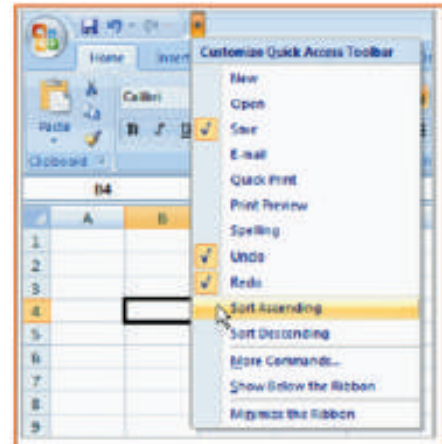 Customize Quick Access Toolbar
Home Insert
New
Calibri
Open
Paste
B I U
Save
Clipboard
E-mail
Quick Print
B4
Print Preview
A B
Spelling
1
Undo
2
Redo
3
Sort Ascending
4
Sort Descending
5
More Commands...
6
Show Below the Ribbon
7
Minimize the Ribbon
8
9